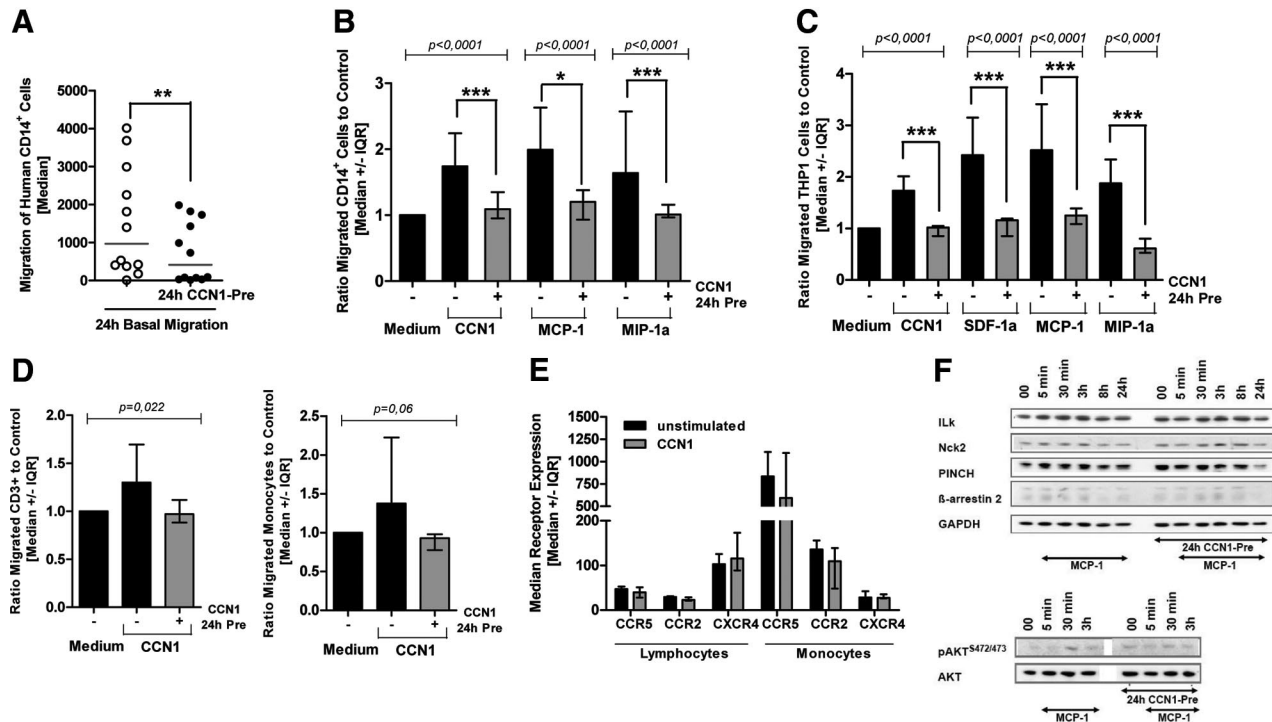 A
Migration of Human CD14+ Cells
[Median]
5000
4000
3000
2000
1000
0
**
24h CCN1-Pre
24h Basal Migration
B
Ratio Migrated CD14+ Cells to Control
[Median +/- IQR]
3
2
1
0
p<0,0001
p<0,0001
p<0,0001
***
*
***
- - + - + - +
CCN1
24h Pre
Medium CCN1 MCP-1 MIP-1a
C
Ratio Migrated THP1 Cells to Control
[Median +/- IQR]
4
3
2
1
0
p<0,0001
p<0,0001
p<0,0001
p<0,0001
***
***
***
***
- - + - + - + - +
CCN1
24h Pre
Medium CCN1 SDF-1a MCP-1 MIP-1a
D
Ratio Migrated CD3+ to Control
[Median +/- IQR]
2.0
1.5
1.0
0.5
0.0
p=0,022
- - +
CCN1
24h Pre
Medium CCN1
Ratio Migrated Monocytes to Control
[Median +/- IQR]
2.5
2.0
1.5
1.0
0.5
0.0
p=0,06
- - +
CCN1
24h Pre
Medium CCN1
E
Median Receptor Expression
[Median +/- IQR]
1500
1250
1000
750
500
200
100
0
unstimulated
CCN1
CCR5 CCR2 CXCR4 CCR5 CCR2 CXCR4
Lymphocytes Monocytes
F
00 5 min 30 min 3h 8h 24h 00 5 min 30 min 3h 8h 24h
ILk
Nck2
PINCH
ß-arrestin 2
GAPDH
24h CCN1-Pre
MCP-1 MCP-1
00 5 min 30 min 3h 00 5 min 30 min 3h
pAKTS472/473
AKT
24h CCN1-Pre
MCP-1 MCP-1